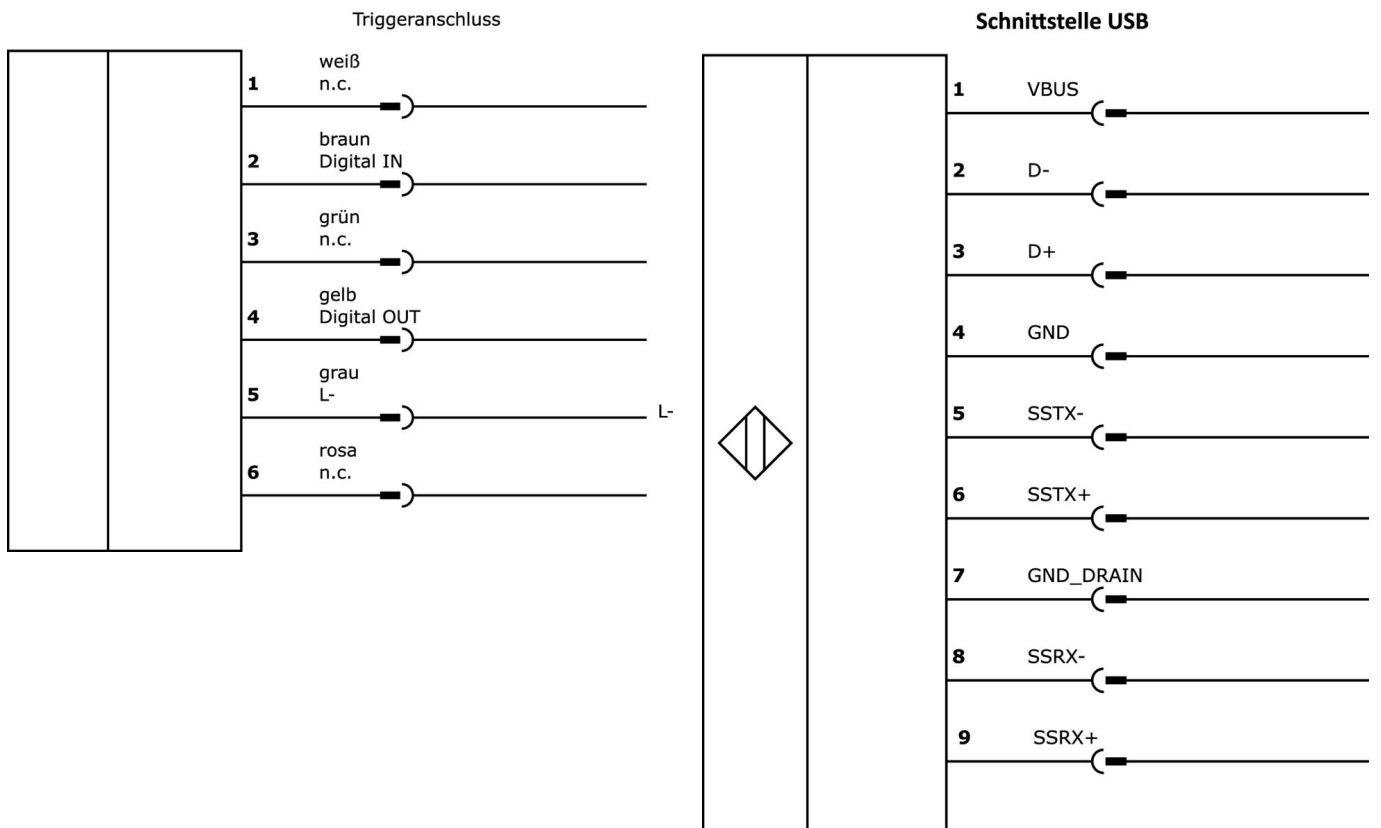 Triggeranschluss
weiß
1 n.c.
braun
2 Digital IN
grün
3 n.c.
gelb
4 Digital OUT
grau
5 L-
L-
rosa
6 n.c.
Schnittstelle USB
1 VBUS
2 D-
3 D+
4 GND
5 SSTX-
6 SSTX+
7 GND_DRAIN
8 SSRX-
9 SSRX+